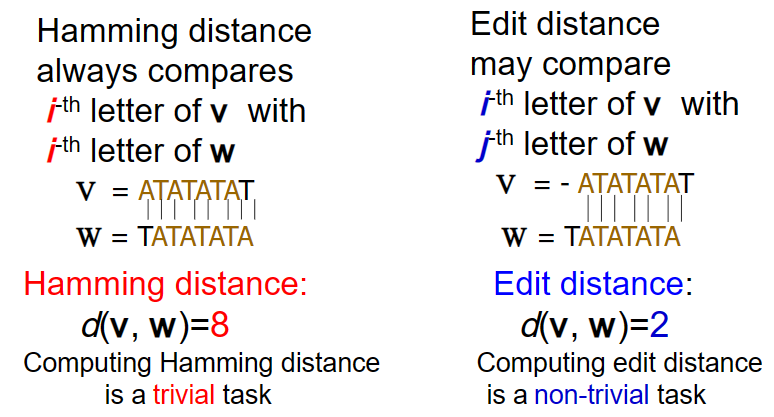 Hamming distance
always compares
i-th letter of v with
i-th letter of w
V = ATATATAT
W = TATATATA
Hamming distance:
d(v, w)=8
Computing Hamming distance
is a trivial task
Edit distance
may compare
i-th letter of v with
j-th letter of w
V = - ATATATAT
W = TATATATA
Edit distance:
d(v, w)=2
Computing edit distance
is a non-trivial task